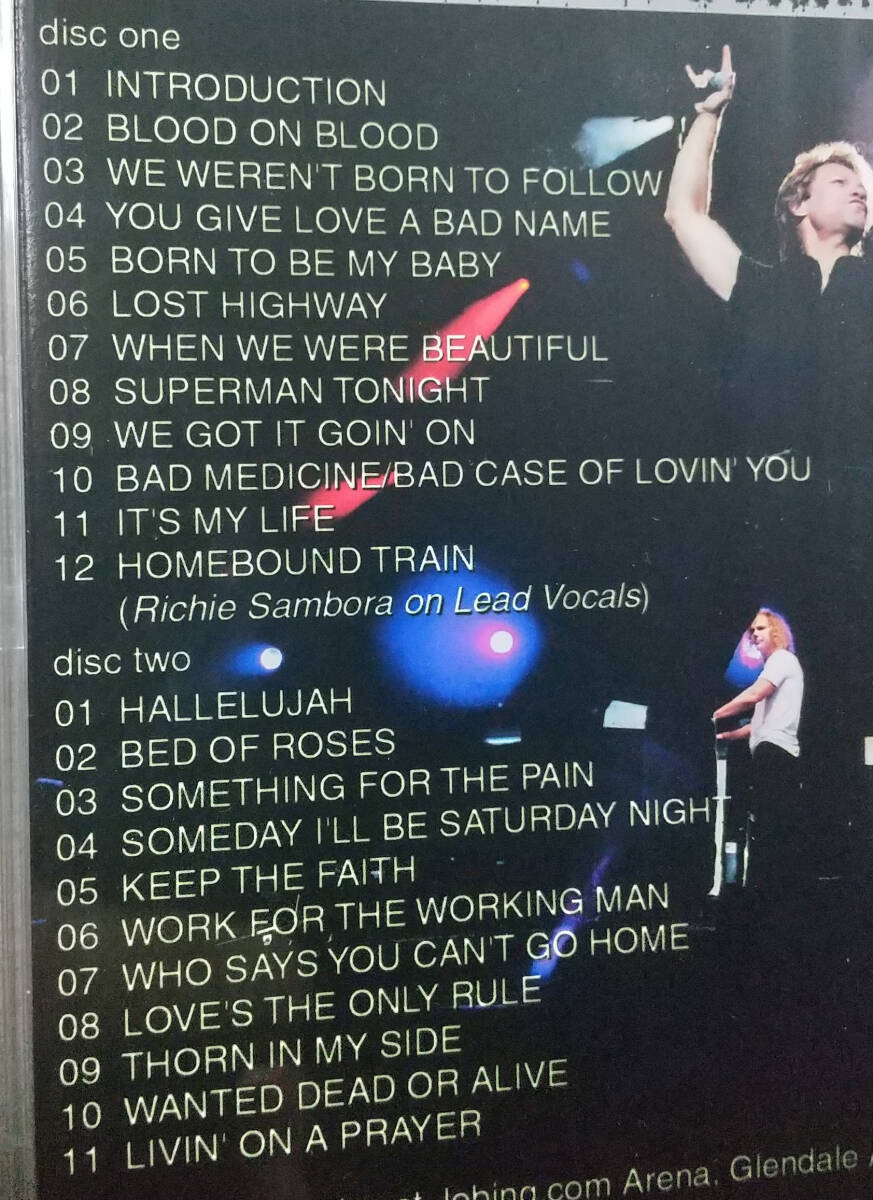 disc one
01 INTRODUCTION
02 BLOOD ON BLOOD
03 WE WEREN'T BORN TO FOLLOW
04 YOU GIVE LOVE A BAD NAME
05 BORN TO BE MY BABY
06 LOST HIGHWAY
07 WHEN WE WERE BEAUTIFUL
08 SUPERMAN TONIGHT
09 WE GOT IT GOIN' ON
10 BAD MEDICINE/BAD CASE OF LOVIN' YOU
11 IT'S MY LIFE
12 HOMEBOUND TRAIN
(Richie Sambora on Lead Vocals)
disc two
01 HALLELUJAH
02 BED OF ROSES
03 SOMETHING FOR THE PAIN
04 SOMEDAY I'LL BE SATURDAY NIGHT
05 KEEP THE FAITH
06 WORK FOR THE WORKING MAN
07 WHO SAYS YOU CAN'T GO HOME
08 LOVE'S THE ONLY RULE
09 THORN IN MY SIDE
10 WANTED DEAD OR ALIVE
11 LIVIN' ON A PRAYER
Jobing.com Arena, Glendale